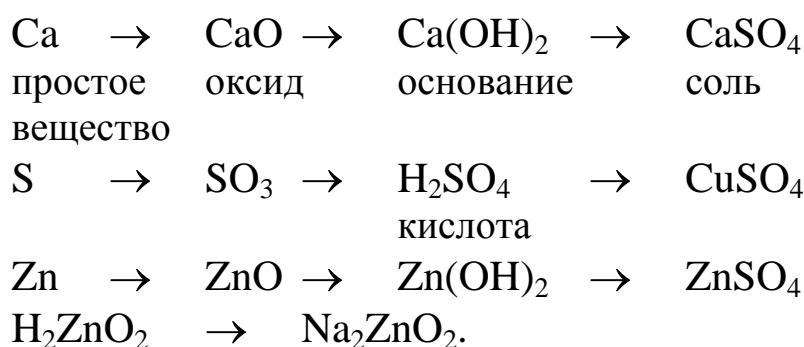 Ca → CaO → Ca(OH)₂ → CaSO₄
простое оксид основание соль
вещество
S → SO₃ → H₂SO₄ → CuSO₄
кислота
Zn → ZnO → Zn(OH)₂ → ZnSO₄
H₂ZnO₂ → Na₂ZnO₂.